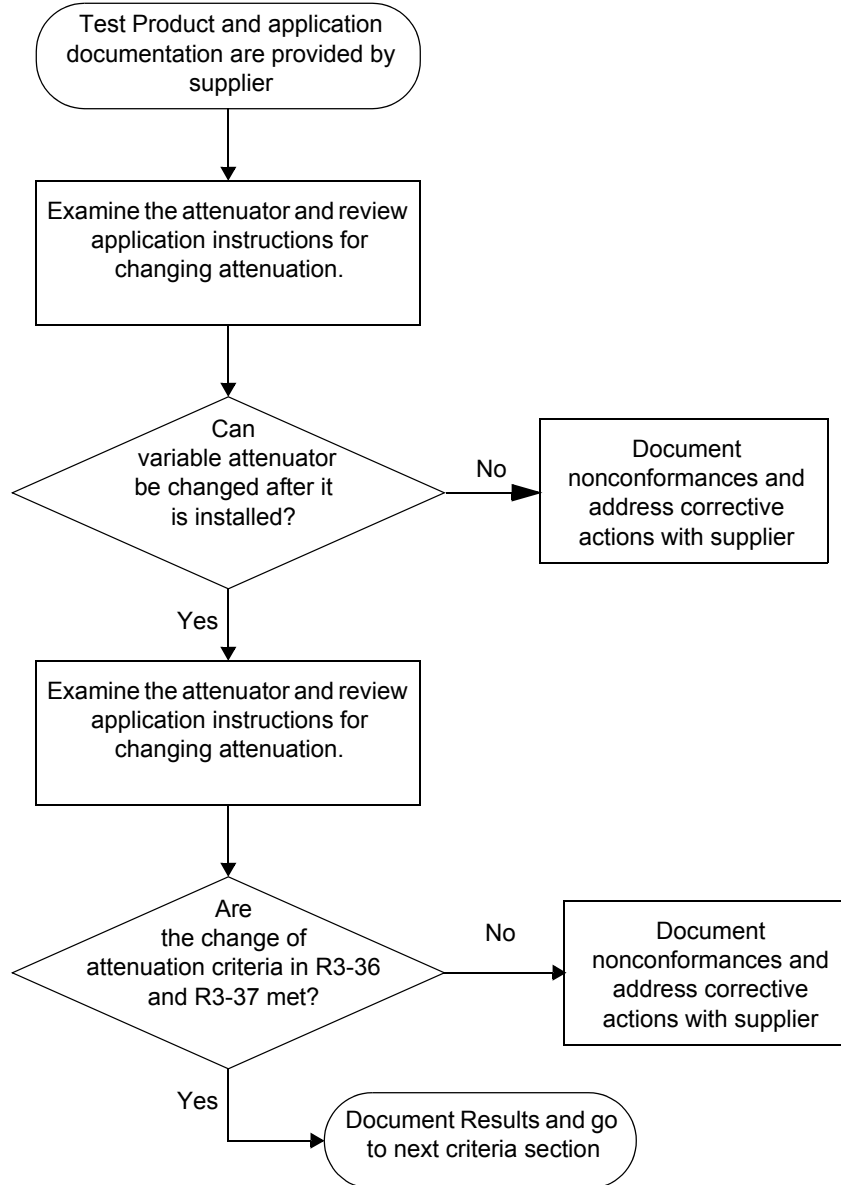 Test Product and application
documentation are provided by
supplier
Examine the attenuator and review
application instructions for
changing attenuation.
Can
variable attenuator
be changed after it
is installed?
No
Document
nonconformances and
address corrective
actions with supplier
Yes
Examine the attenuator and review
application instructions for
changing attenuation.
Are
the change of
attenuation criteria in R3-36
and R3-37 met?
No
Document
nonconformances and
address corrective
actions with supplier
Yes
Document Results and go
to next criteria section